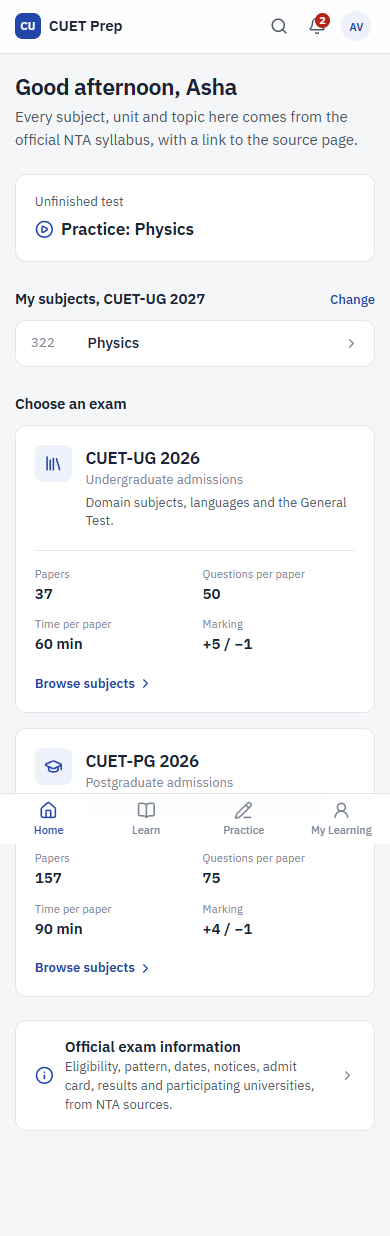 CU CUET Prep 2 AV
Good afternoon, Asha
Every subject, unit and topic here comes from the
official NTA syllabus, with a link to the source page.
Unfinished test
Practice: Physics
My subjects, CUET-UG 2027 Change
322 Physics
Choose an exam
CUET-UG 2026
Undergraduate admissions
Domain subjects, languages and the General
Test.
Papers Questions per paper
37 50
Time per paper Marking
60 min +5 / −1
Browse subjects
CUET-PG 2026
Postgraduate admissions
Home Learn Practice My Learning
Papers Questions per paper
157 75
Time per paper Marking
90 min +4 / −1
Browse subjects
Official exam information
Eligibility, pattern, dates, notices, admit
card, results and participating universities,
from NTA sources.